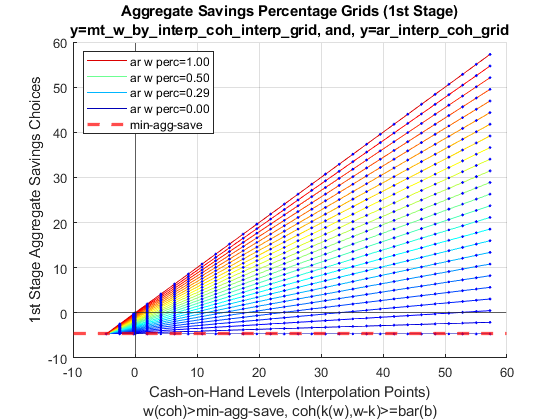 Aggregate Savings Percentage Grids (1st Stage)
y=mt_w_by_interp_coh_interp_grid, and, y=ar_interp_coh_grid
60
50
40
30
20
10
0
-10
1st Stage Aggregate Savings Choices
ar w perc=1.00
ar w perc=0.50
ar w perc=0.29
ar w perc=0.00
min-agg-save
-10
0
10
20
30
40
50
60
Cash-on-Hand Levels (Interpolation Points)
w(coh)>min-agg-save, coh(k(w),w-k)>=bar(b)